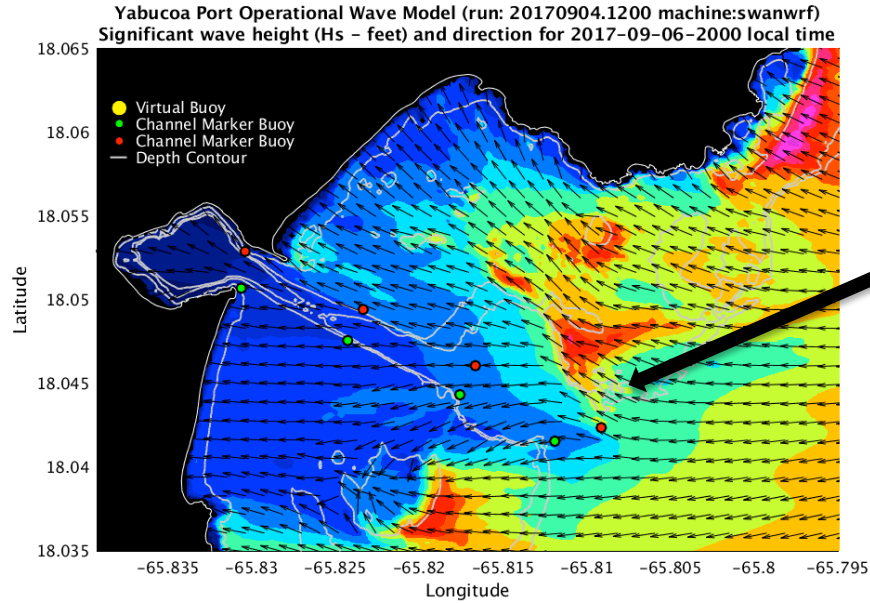 Yabucoa Port Operational Wave Model (run: 20170904.1200 machine:swanwrf)
Significant wave height (Hs - feet) and direction for 2017-09-06-2000 local time
18.065
18.06
18.055
18.05
18.045
18.04
18.035
Latitude
Virtual Buoy
Channel Marker Buoy
Channel Marker Buoy
Depth Contour
-65.835 -65.83 -65.825 -65.82 -65.815 -65.81 -65.805 -65.8 -65.795
Longitude